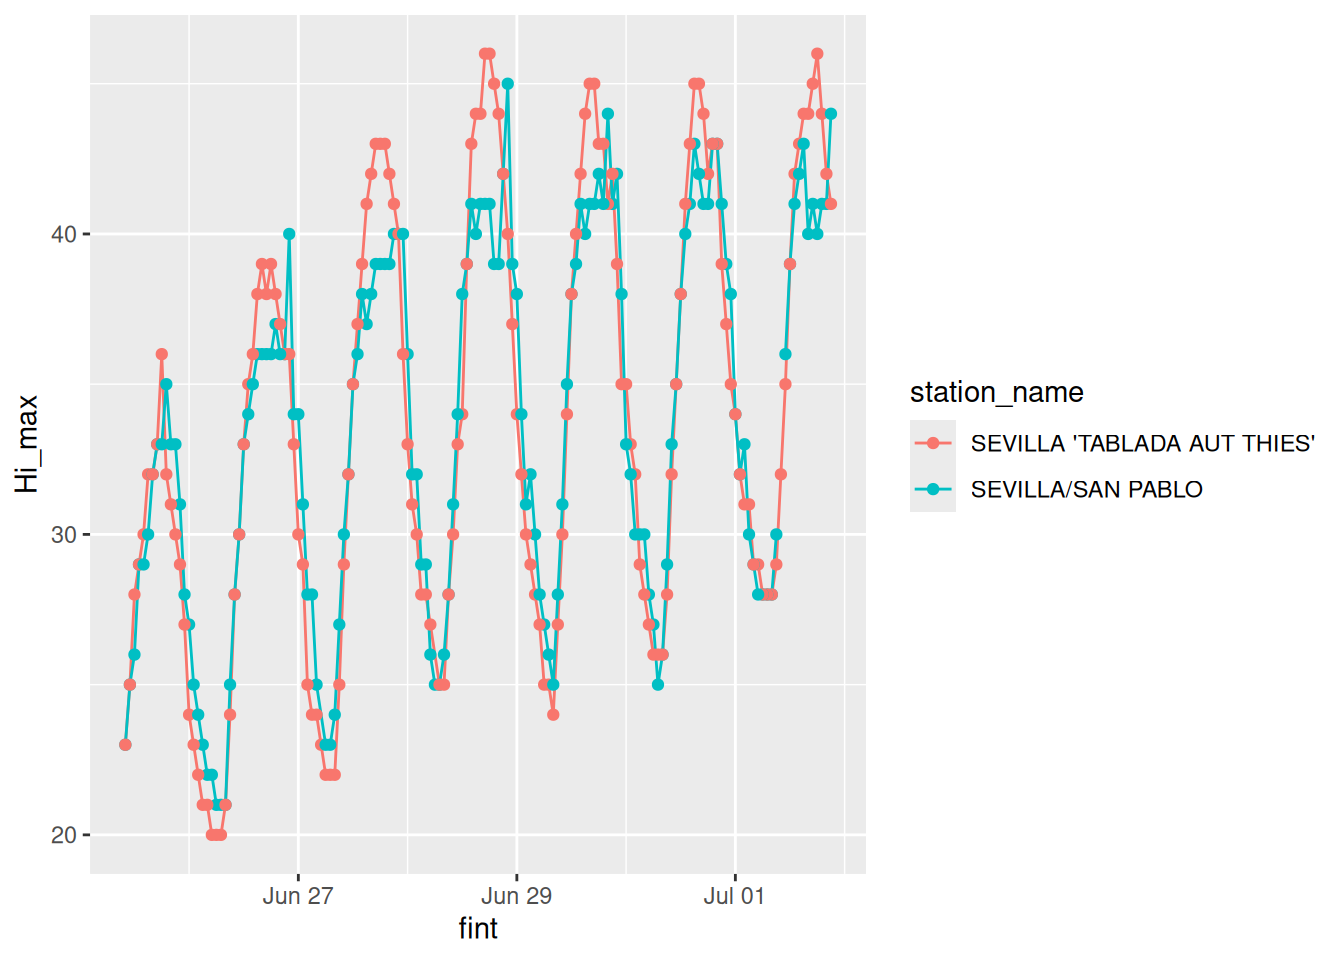 Hi_max
40
30
20
Jun 27
Jun 29
Jul 01
fint
station_name
SEVILLA 'TABLADA AUT THIES'
SEVILLA/SAN PABLO